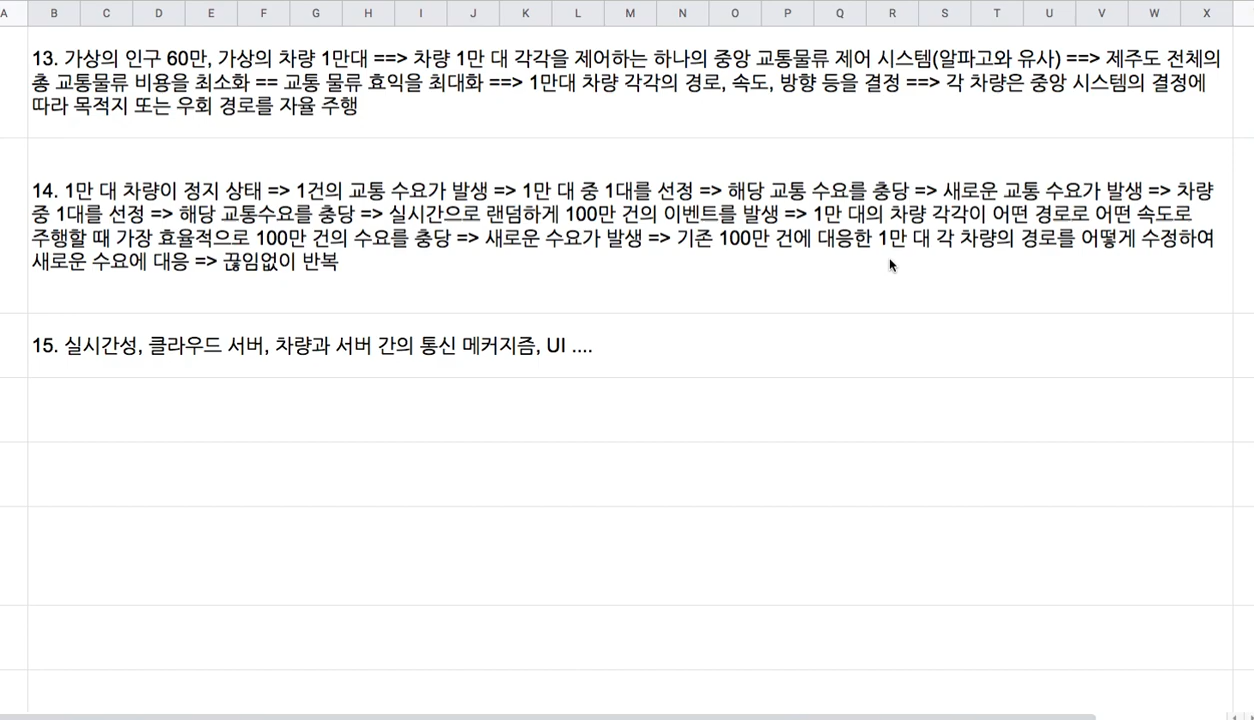 A B C D E F G H I J K L M N O P Q R S T U V W X
13. 가상의 인구 60만, 가상의 차량 1만대 ==> 차량 1만 대 각각을 제어하는 하나의 중앙 교통물류 제어 시스템(알파고와 유사) ==> 제주도 전체의
총 교통물류 비용을 최소화 == 교통 물류 효익을 최대화 ==> 1만대 차량 각각의 경로, 속도, 방향 등을 결정 ==> 각 차량은 중앙 시스템의 결정에
따라 목적지 또는 우회 경로를 자율 주행
14. 1만 대 차량이 정지 상태 => 1건의 교통 수요가 발생 => 1만 대 중 1대를 선정 => 해당 교통 수요를 충당 => 새로운 교통 수요가 발생 => 차량
중 1대를 선정 => 해당 교통수요를 충당 => 실시간으로 랜덤하게 100만 건의 이벤트를 발생 => 1만 대의 차량 각각이 어떤 경로로 어떤 속도로
주행할 때 가장 효율적으로 100만 건의 수요를 충당 => 새로운 수요가 발생 => 기존 100만 건에 대응한 1만 대 각 차량의 경로를 어떻게 수정하여
새로운 수요에 대응 => 끊임없이 반복
15. 실시간성, 클라우드 서버, 차량과 서버 간의 통신 메커지즘, UI ....